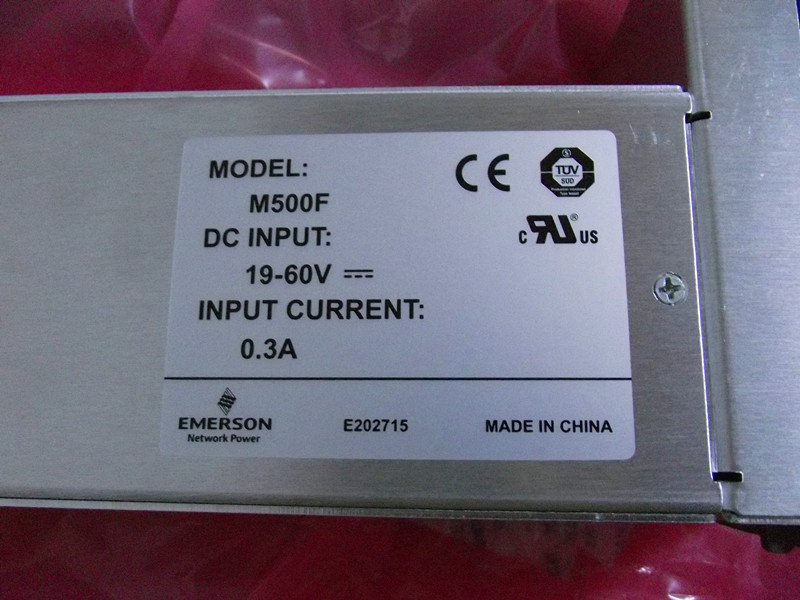 MODEL:
M500F
DC INPUT:
19-60V
INPUT CURRENT:
0.3A
CE
TÜV
SÜD
C RU ® US
EMERSON
Network Power
E202715
MADE IN CHINA